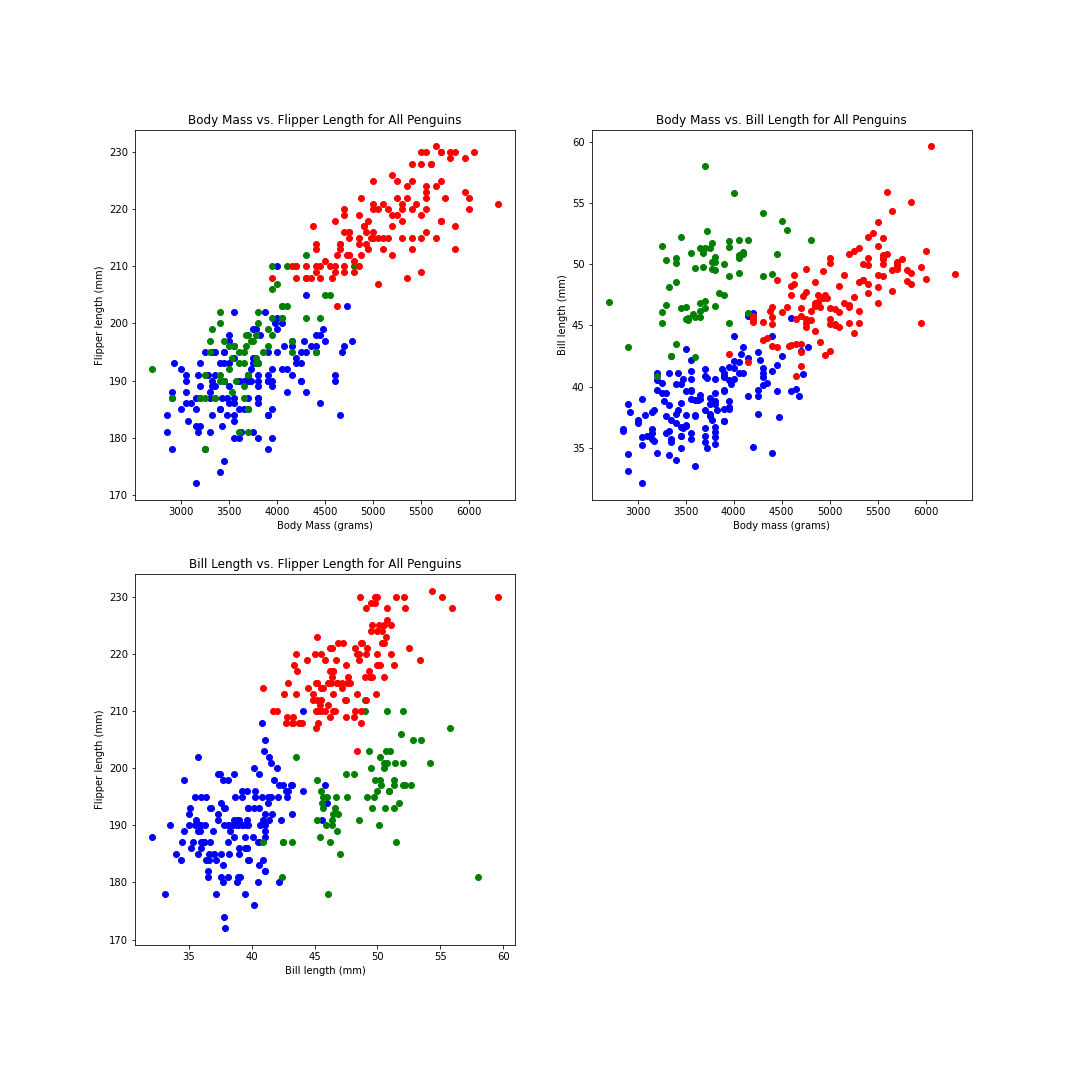 Body Mass vs. Flipper Length for All Penguins
230
220
210
200
190
180
170
Flipper length (mm)
3000 3500 4000 4500 5000 5500 6000
Body Mass (grams)
Body Mass vs. Bill Length for All Penguins
60
55
50
45
40
35
Bill length (mm)
3000 3500 4000 4500 5000 5500 6000
Body mass (grams)
Bill Length vs. Flipper Length for All Penguins
230
220
210
200
190
180
170
Flipper length (mm)
35 40 45 50 55 60
Bill length (mm)